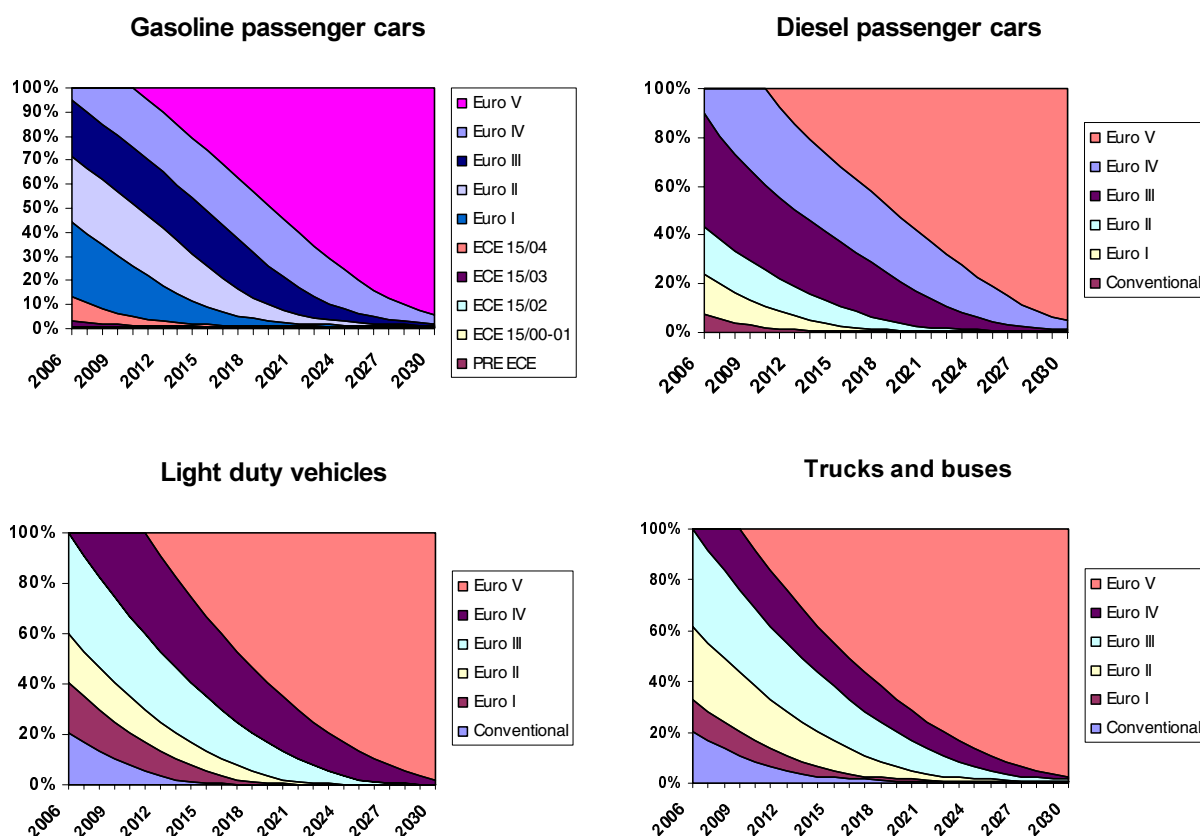 Gasoline passenger cars
100%
90%
80%
70%
60%
50%
40%
30%
20%
10%
0%
2006
2009
2012
2015
2018
2021
2024
2027
2030
Euro V
Euro IV
Euro III
Euro II
Euro I
ECE 15/04
ECE 15/03
ECE 15/02
ECE 15/00-01
PRE ECE
Diesel passenger cars
100%
80%
60%
40%
20%
0%
2006
2009
2012
2015
2018
2021
2024
2027
2030
Euro V
Euro IV
Euro III
Euro II
Euro I
Conventional
Light duty vehicles
100%
80%
60%
40%
20%
0%
2006
2009
2012
2015
2018
2021
2024
2027
2030
Euro V
Euro IV
Euro III
Euro II
Euro I
Conventional
Trucks and buses
100%
80%
60%
40%
20%
0%
2006
2009
2012
2015
2018
2021
2024
2027
2030
Euro V
Euro IV
Euro III
Euro II
Euro I
Conventional